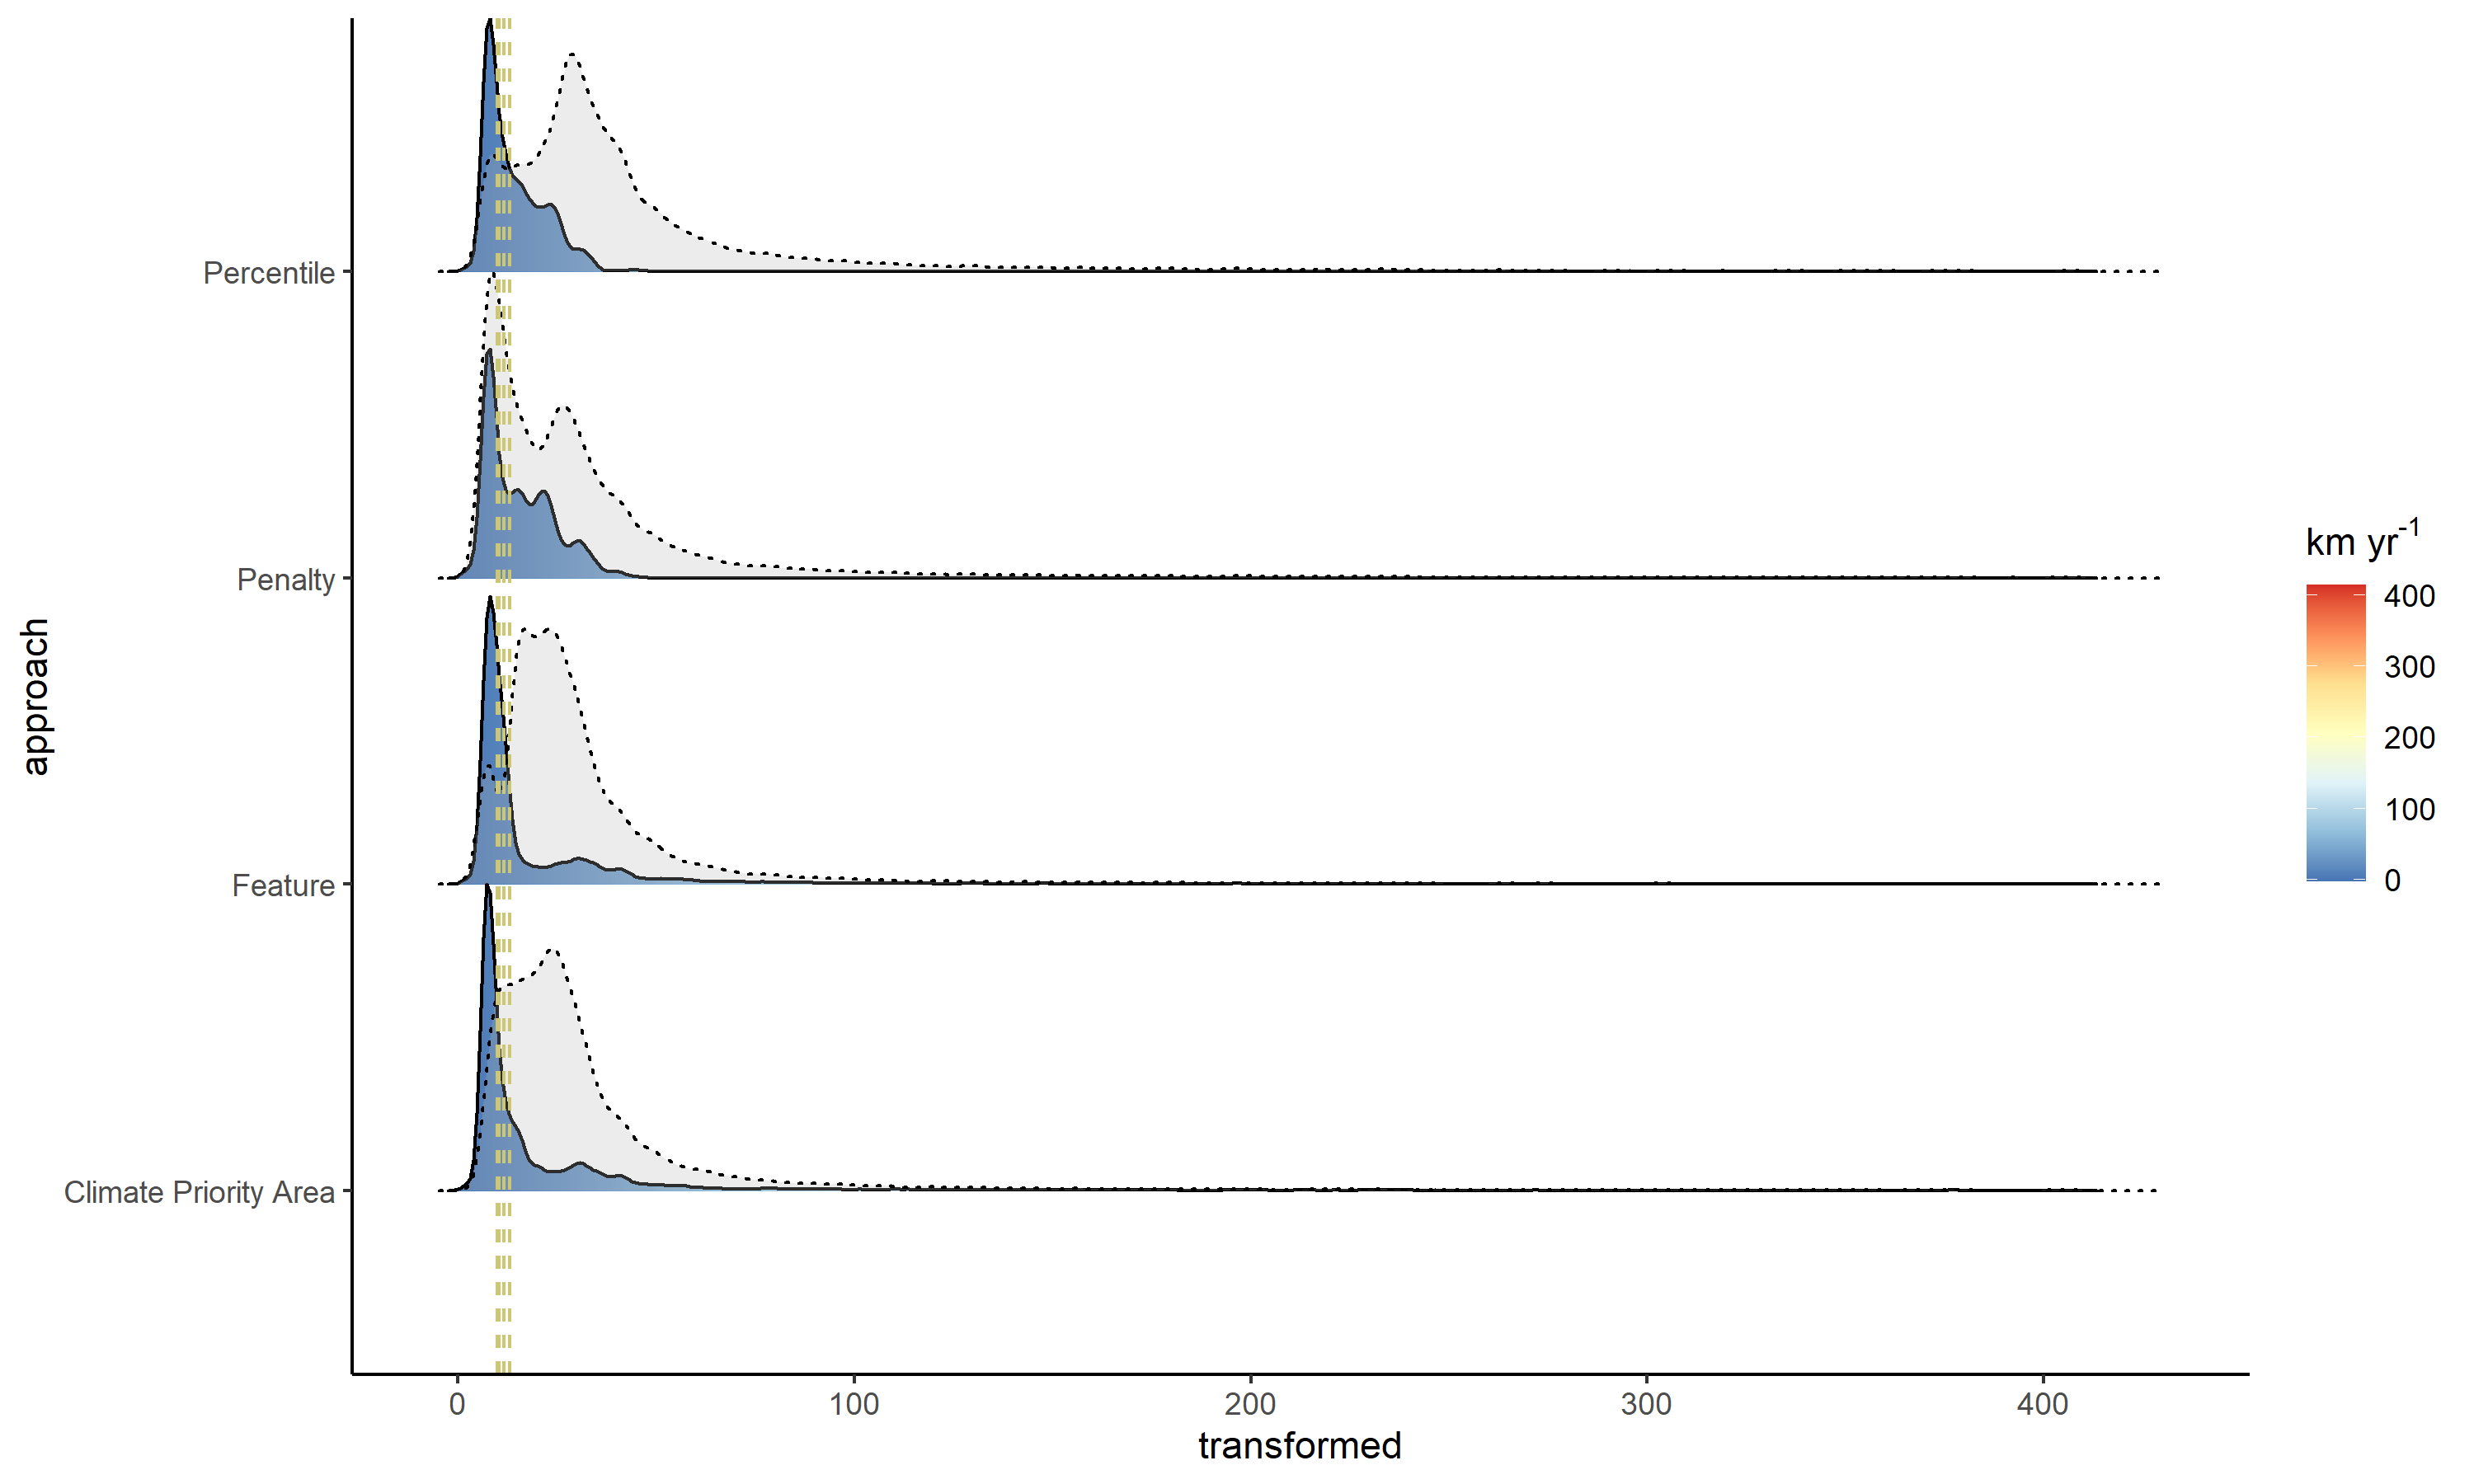 Percentile
Penalty
Feature
Climate Priority Area
approach
0
100
200
300
400
transformed
km yr-1
400
300
200
100
0